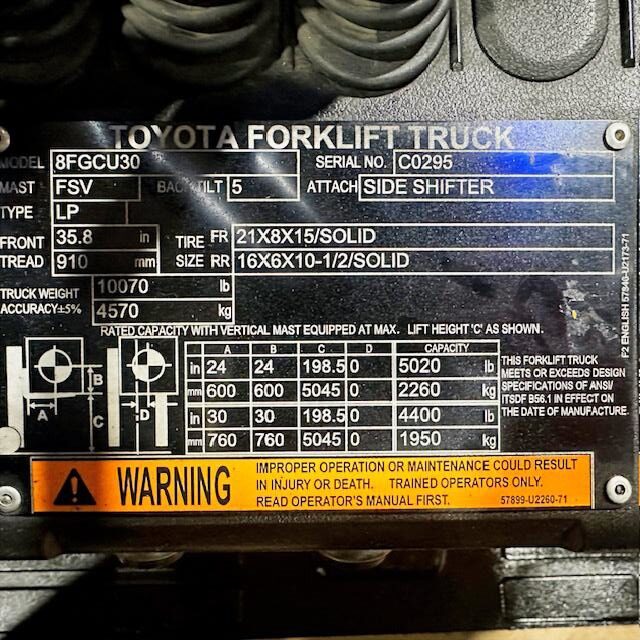 TOYOTA FORKLIFT TRUCK
MODEL 8FGCU30 SERIAL NO. C0295
MAST FSV BACK TILT 5 ATTACH SIDE SHIFTER
TYPE LP
FRONT TREAD 35.8 in TIRE SIZE FR 21X8X15/SOLID
910 mm RR 16X6X10-1/2/SOLID
TRUCK WEIGHT 10070 lb
ACCURACY±5% 4570 kg
RATED CAPACITY WITH VERTICAL MAST EQUIPPED AT MAX. LIFT HEIGHT 'C' AS SHOWN.
A B C D CAPACITY
in 24 24 198.5 0 5020 lb
mm 600 600 5045 0 2260 kg
in 30 30 198.5 0 4400 lb
mm 760 760 5045 0 1950 kg
A B C D
THIS FORKLIFT TRUCK
MEETS OR EXCEEDS DESIGN
SPECIFICATIONS OF ANSI/
ITSDF B56.1 IN EFFECT ON
THE DATE OF MANUFACTURE.
F2 ENGLISH 57840-U2173-71
WARNING
IMPROPER OPERATION OR MAINTENANCE COULD RESULT
IN INJURY OR DEATH. TRAINED OPERATORS ONLY.
READ OPERATOR'S MANUAL FIRST. 57899-U2260-71